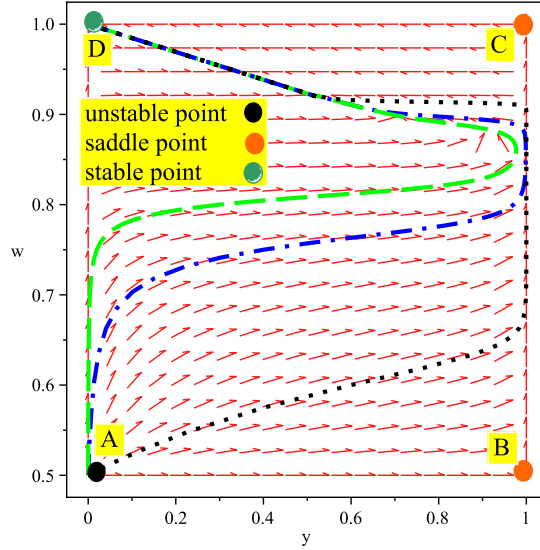 1.0
D
C
0.9
unstable point
saddle point
stable point
0.8
w
0.7
0.6
A
B
0.5
0
0.2
0.4
0.6
0.8
1
y